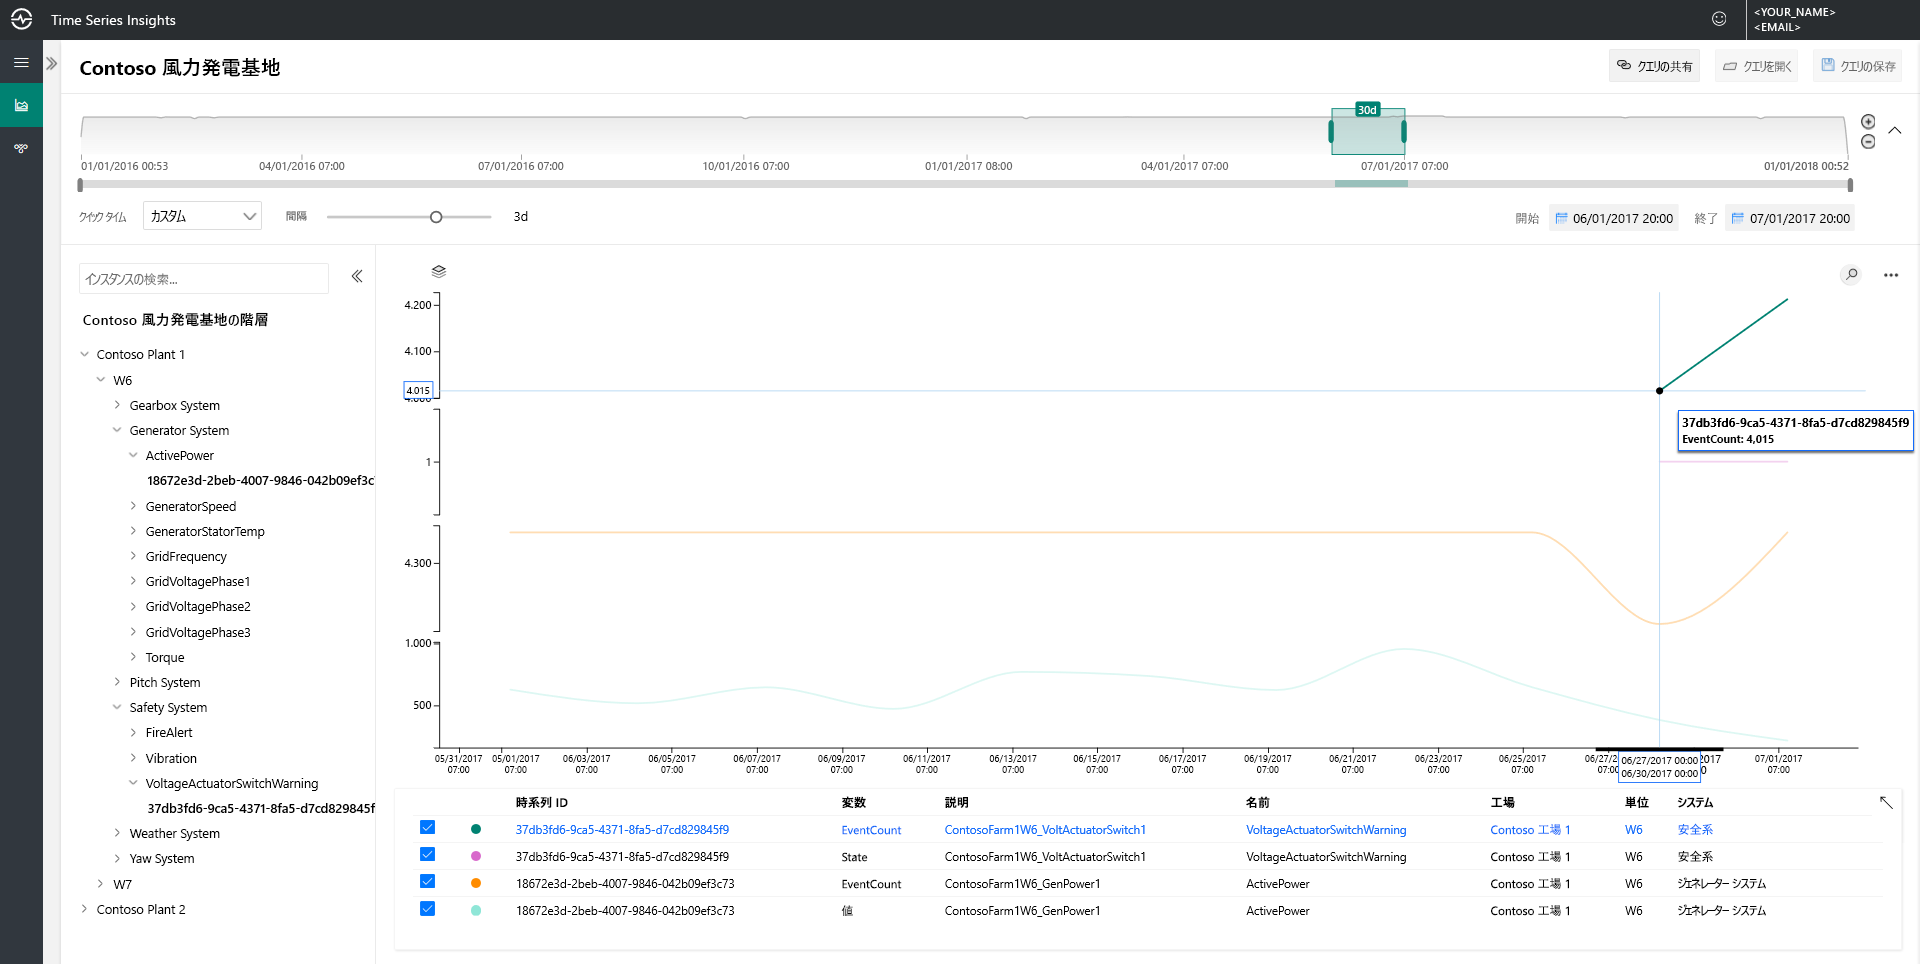 Time Series Insights
<YOUR_NAME>
<EMAIL>
Contoso 風力発電基地
クエリの共有
クエリを開く
クエリの保存
30d
01/01/2016 00:53
04/01/2016 07:00
07/01/2016 07:00
10/01/2016 07:00
01/01/2017 08:00
04/01/2017 07:00
07/01/2017 07:00
01/01/2018 00:52
クイック タイム
カスタム
間隔
3d
開始
06/01/2017 20:00
終了
07/01/2017 20:00
インスタンスの検索...
Contoso 風力発電基地の階層
Contoso Plant 1
W6
Gearbox System
Generator System
ActivePower
18672e3d-2beb-4007-9846-042b09ef3c
GeneratorSpeed
GeneratorStatorTemp
GridFrequency
GridVoltagePhase1
GridVoltagePhase2
GridVoltagePhase3
Torque
Pitch System
Safety System
FireAlert
Vibration
VoltageActuatorSwitchWarning
37db3fd6-9ca5-4371-8fa5-d7cd829845f
Weather System
Yaw System
W7
Contoso Plant 2
4.200
4.100
4.015
1
4.300
1.000
500
37db3fd6-9ca5-4371-8fa5-d7cd829845f9
EventCount: 4,015
05/31/2017 07:00
05/01/2017 07:00
06/03/2017 07:00
06/05/2017 07:00
06/07/2017 07:00
06/09/2017 07:00
06/11/2017 07:00
06/13/2017 07:00
06/15/2017 07:00
06/17/2017 07:00
06/19/2017 07:00
06/21/2017 07:00
06/23/2017 07:00
06/25/2017 07:00
06/27/2017 00:00
06/30/2017 00:00
07/01/2017 07:00
時系列 ID 変数 説明 名前 工場 単位 システム
37db3fd6-9ca5-4371-8fa5-d7cd829845f9 EventCount ContosoFarm1W6_VoltActuatorSwitch1 VoltageActuatorSwitchWarning Contoso 工場 1 W6 安全系
37db3fd6-9ca5-4371-8fa5-d7cd829845f9 State ContosoFarm1W6_VoltActuatorSwitch1 VoltageActuatorSwitchWarning Contoso 工場 1 W6 安全系
18672e3d-2beb-4007-9846-042b09ef3c73 EventCount ContosoFarm1W6_GenPower1 ActivePower Contoso 工場 1 W6 ジェネレーター システム
18672e3d-2beb-4007-9846-042b09ef3c73 値 ContosoFarm1W6_GenPower1 ActivePower Contoso 工場 1 W6 ジェネレーター システム